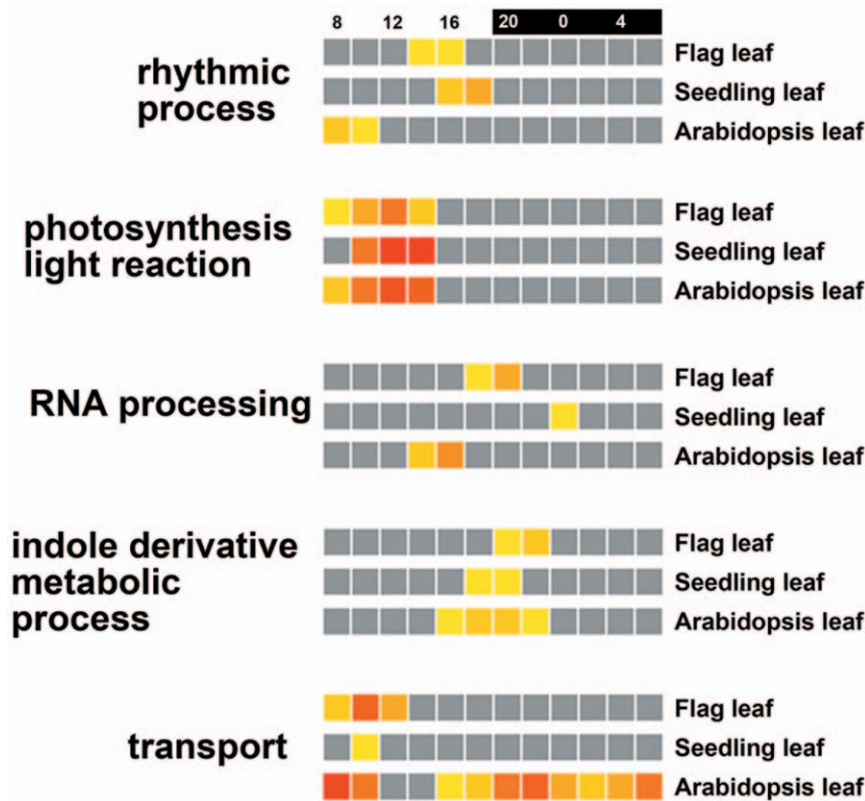 8 12 16 20 0 4
rhythmic
process
Flag leaf
Seedling leaf
Arabidopsis leaf
photosynthesis
light reaction
Flag leaf
Seedling leaf
Arabidopsis leaf
RNA processing
Flag leaf
Seedling leaf
Arabidopsis leaf
indole derivative
metabolic
process
Flag leaf
Seedling leaf
Arabidopsis leaf
transport
Flag leaf
Seedling leaf
Arabidopsis leaf